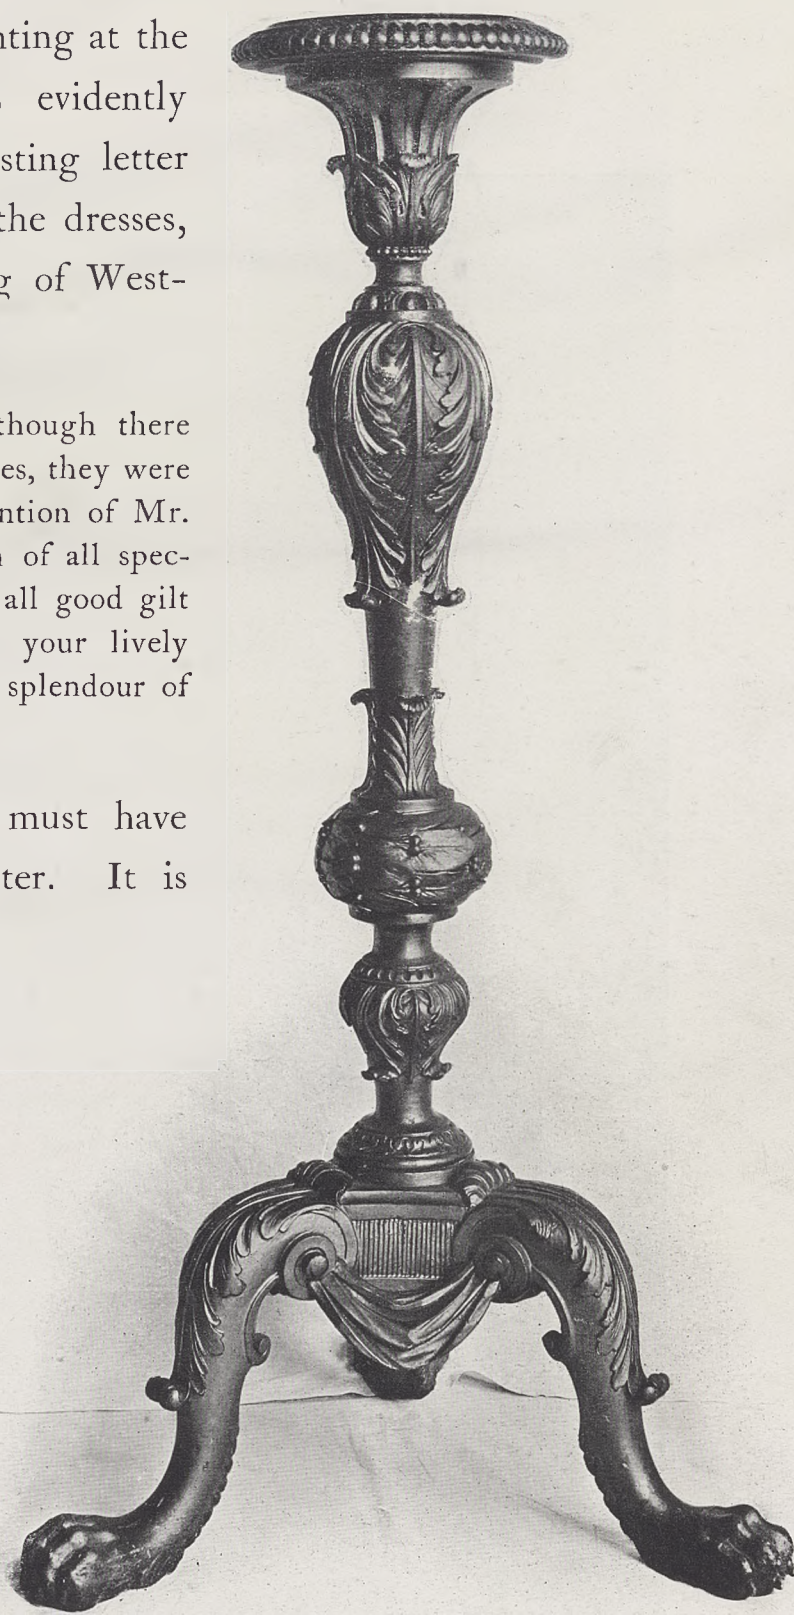 nting at the
evidently
sting letter
the dresses,
g of West-
though there
es, they were
ntion of Mr.
n of all spec-
all good gilt
your lively
splendour of
must have
ter. It is